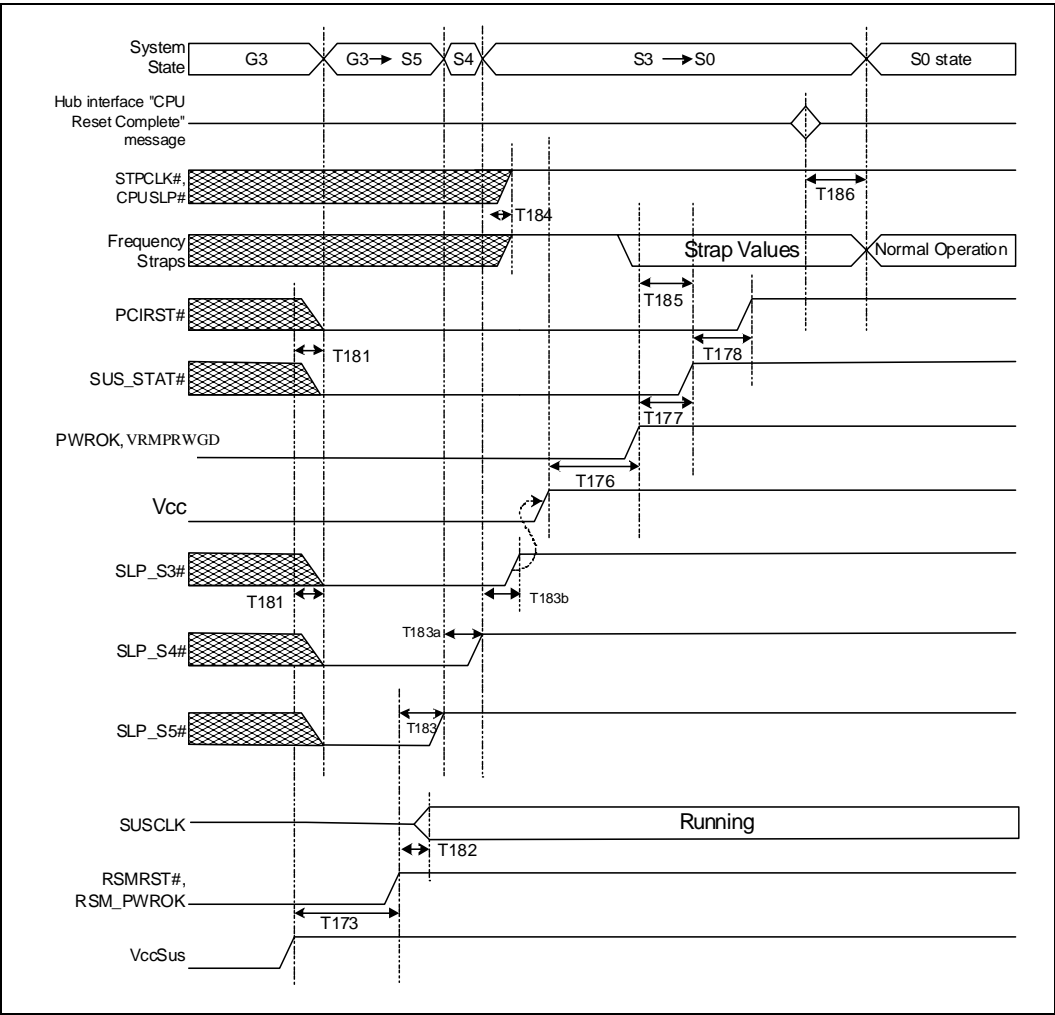 System
State
G3
G3→ S5
S4
S3 →S0
S0 state
Hub interface "CPU
Reset Complete"
message
STPCLK#,
CPUSLP#
T186
T184
Frequency
Straps
Strap Values
Normal Operation
T185
PCIRST#
T181
T178
SUS_STAT#
T177
PWROK, VRMPRWGD
T176
Vcc
SLP_S3#
T181
T183b
T183a
SLP_S4#
SLP_S5#
T183
SUSCLK
Running
T182
RSMRST#,
RSM_PWROK
T173
VccSus